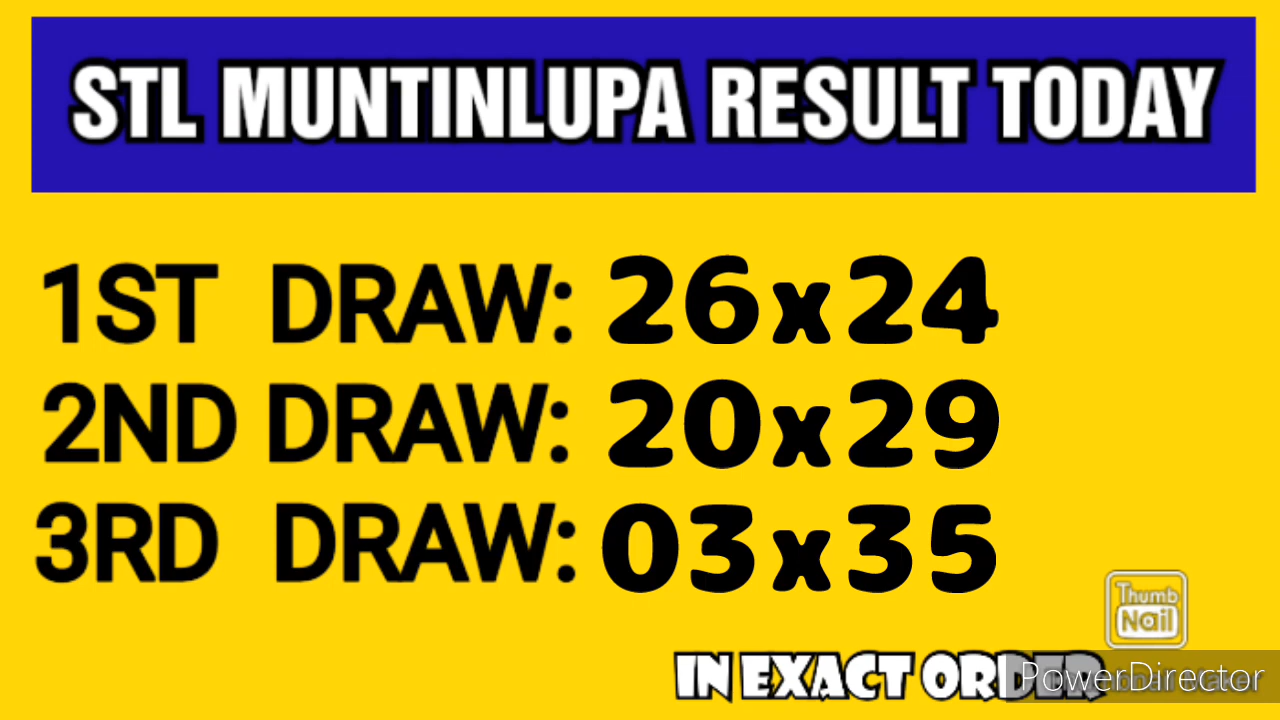 STL MUNTINLUPA RESULT TODAY
1ST DRAW: 26x24
2ND DRAW: 20x29
3RD DRAW: 03x35
Thumb
Nail
IN EXACT ORDER
PowerDirector